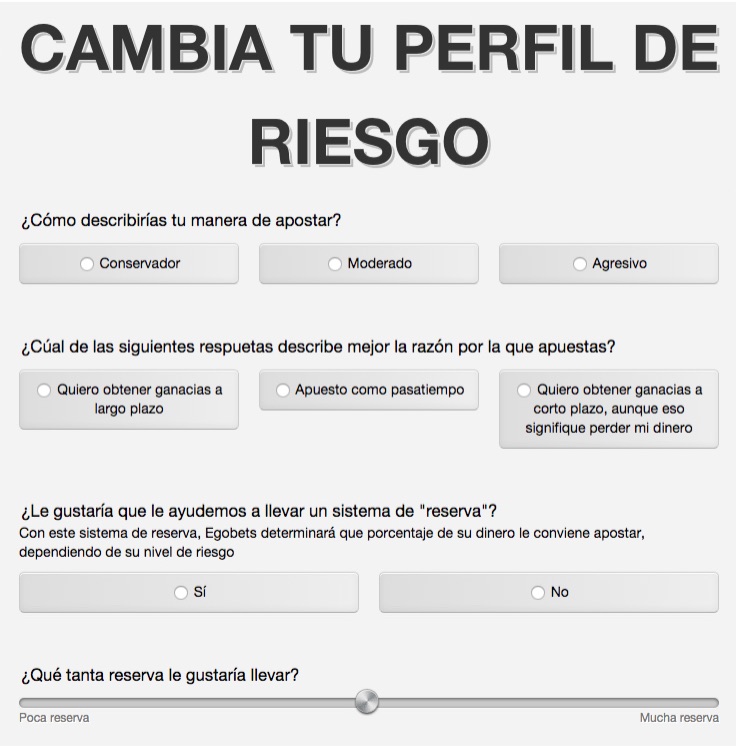 CAMBIA TU PERFIL DE
RIESGO
¿Cómo describirías tu manera de apostar?
Conservador
Moderado
Agresivo
¿Cúal de las siguientes respuetas describe mejor la razón por la que apuestas?
Quiero obtener ganacias a
largo plazo
Apuesto como pasatiempo
Quiero obtener ganacias a
corto plazo, aunque eso
signifique perder mi dinero
¿Le gustaría que le ayudemos a llevar un sistema de "reserva"?
Con este sistema de reserva, Egobets determinará que porcentaje de su dinero le conviene apostar,
dependiendo de su nivel de riesgo
Sí
No
¿Qué tanta reserva le gustaría llevar?
Poca reserva
Mucha reserva